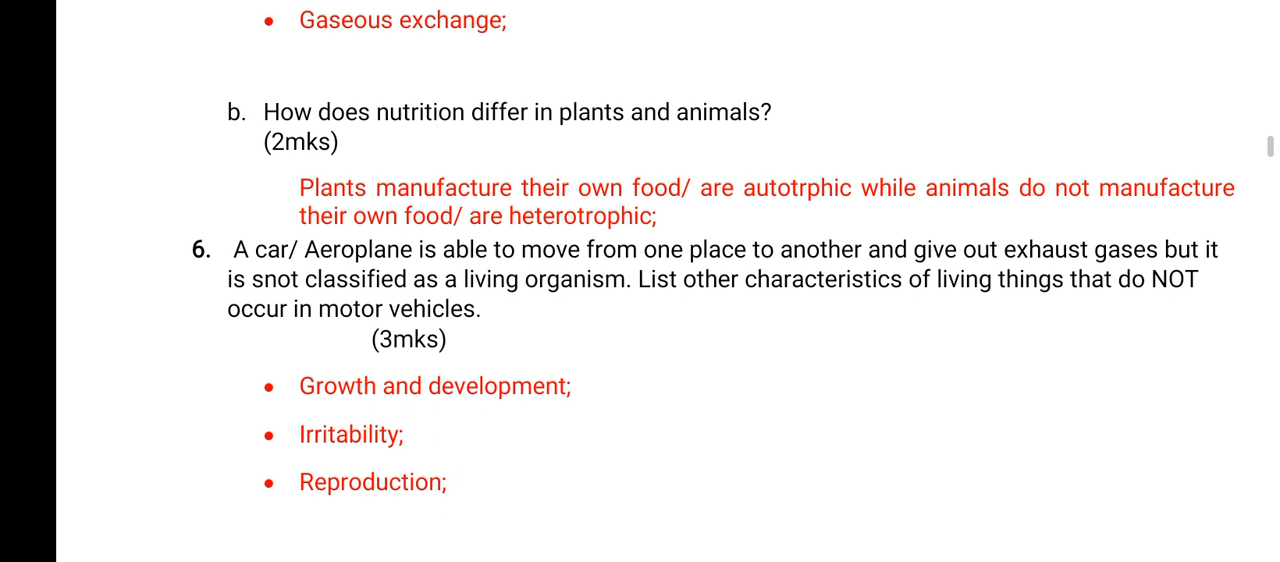 • Gaseous exchange;
b. How does nutrition differ in plants and animals?
(2mks)
Plants manufacture their own food/ are autotrphic while animals do not manufacture
their own food/ are heterotrophic;
6. A car/ Aeroplane is able to move from one place to another and give out exhaust gases but it
is snot classified as a living organism. List other characteristics of living things that do NOT
occur in motor vehicles.
(3mks)
• Growth and development;
• Irritability;
• Reproduction;